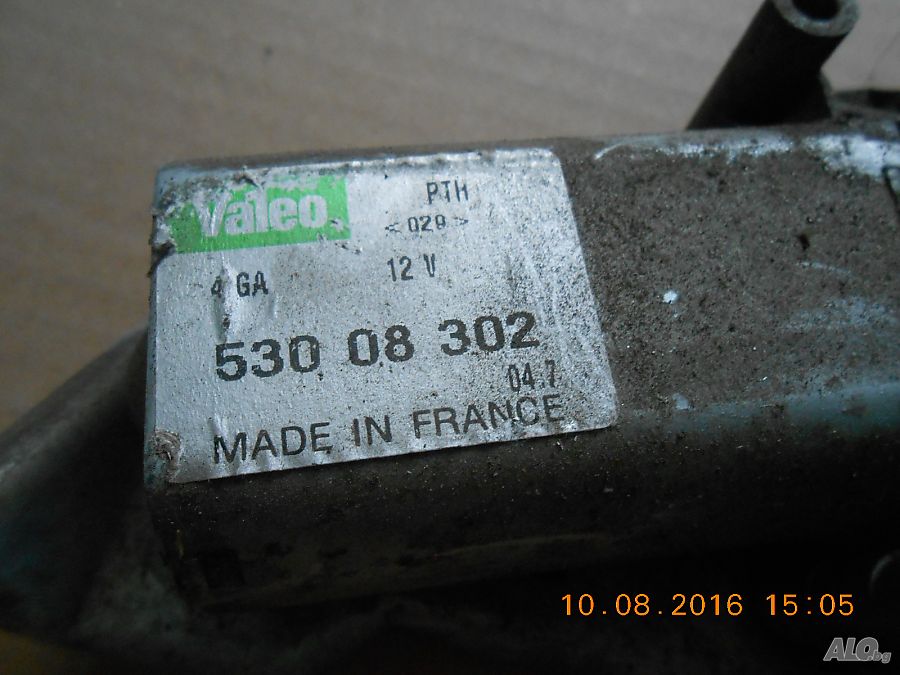 Valeo
PTH
<029>
4 GA
12 V
530 08 302
04.7
MADE IN FRANCE
10.08.2016 15:05
ALO.bg